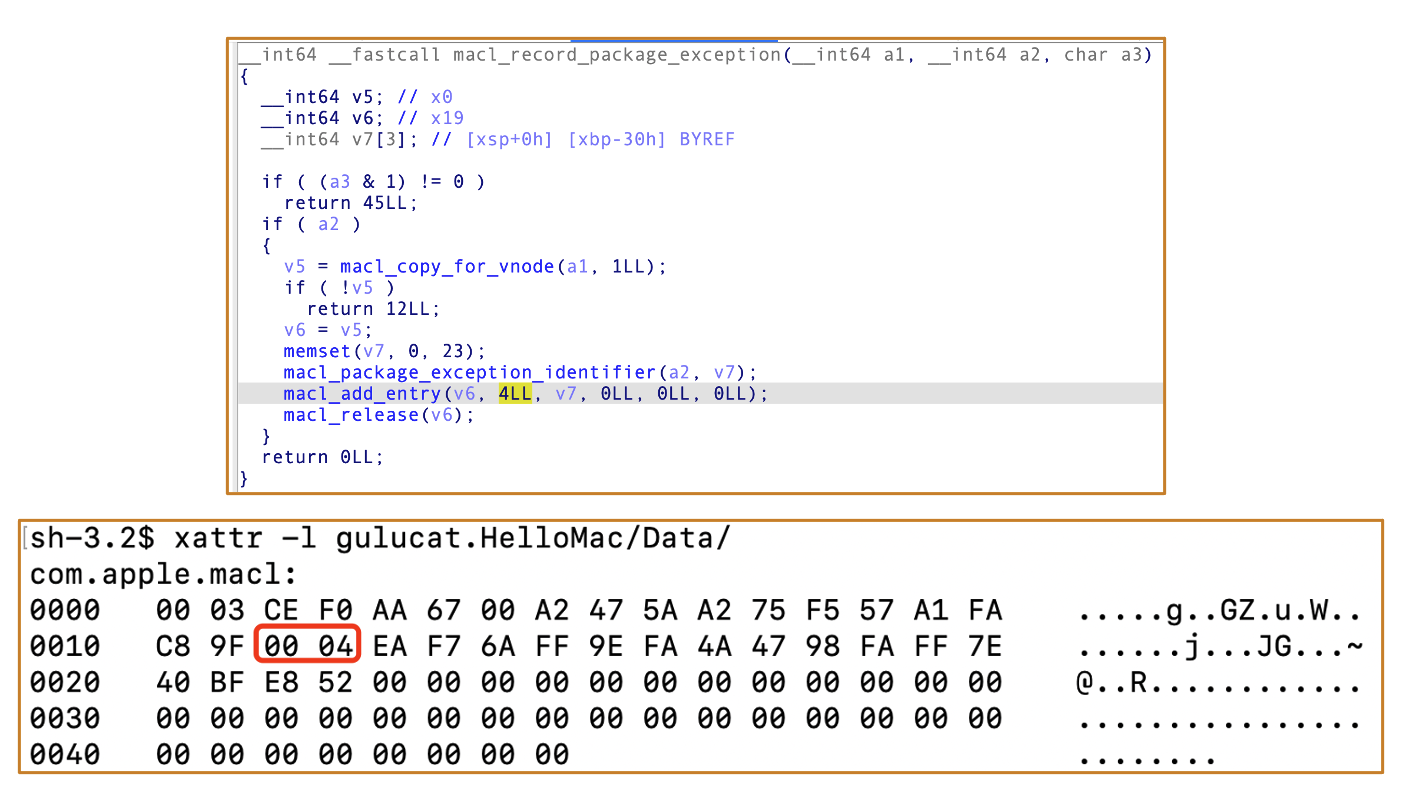 __int64 __fastcall macl_record_package_exception(__int64 a1, __int64 a2, char a3)
{
  __int64 v5; // x0
  __int64 v6; // x19
  __int64 v7[3]; // [xsp+0h] [xbp-30h] BYREF

  if ( (a3 & 1) != 0 )
    return 45LL;
  if ( a2 )
  {
    v5 = macl_copy_for_vnode(a1, 1LL);
    if ( !v5 )
      return 12LL;
    v6 = v5;
    memset(v7, 0, 23);
    macl_package_exception_identifier(a2, v7);
    macl_add_entry(v6, 4LL, v7, 0LL, 0LL, 0LL);
    macl_release(v6);
  }
  return 0LL;
}
[sh-3.2$ xattr -l gulucat.HelloMac/Data/
com.apple.macl:
0000   00 03 CE F0 AA 67 00 A2 47 5A A2 75 F5 57 A1 FA    .....g..GZ.u.W..
0010   C8 9F 00 04 EA F7 6A FF 9E FA 4A 47 98 FA FF 7E    ......j...JG...~
0020   40 BF E8 52 00 00 00 00 00 00 00 00 00 00 00 00    @..R............
0030   00 00 00 00 00 00 00 00 00 00 00 00 00 00 00 00    ................
0040   00 00 00 00 00 00 00 00    ........